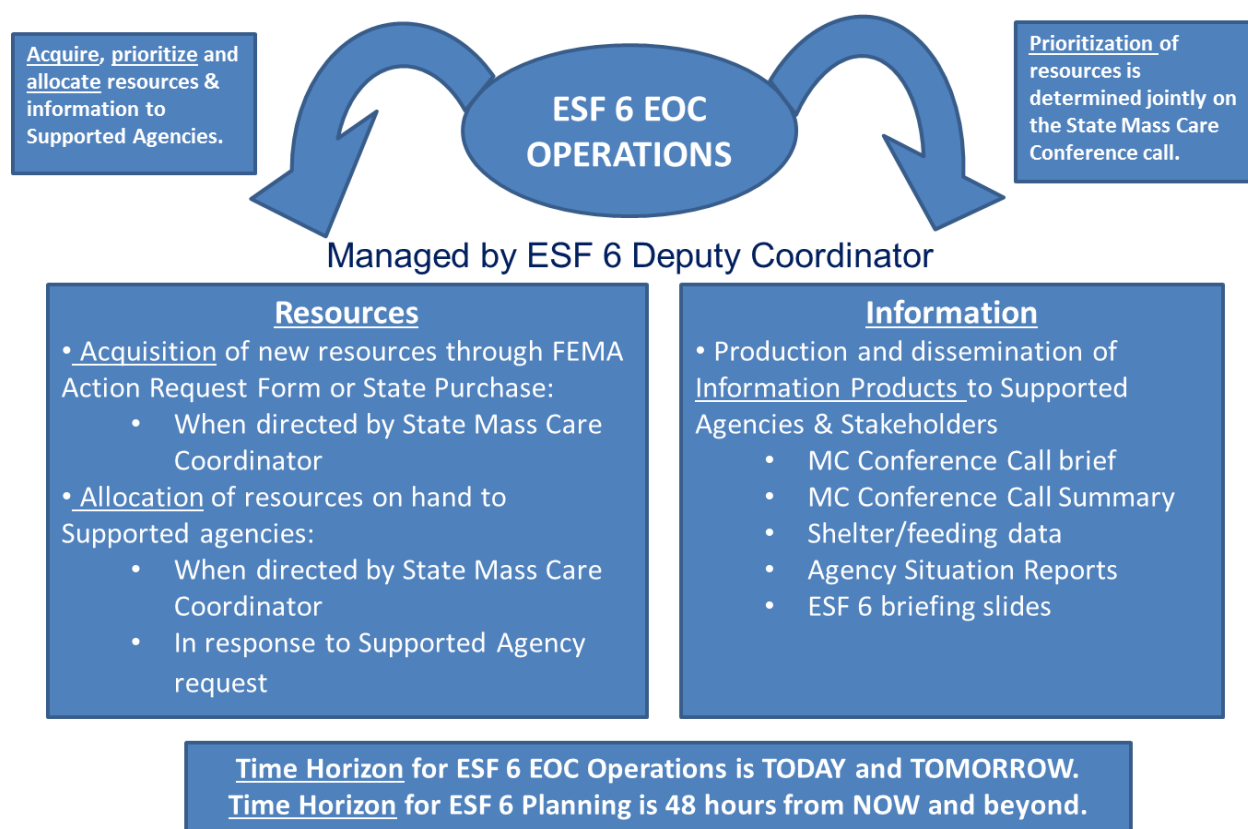 Acquire, prioritize and
allocate resources &
information to
Supported Agencies.
ESF 6 EOC
OPERATIONS
Prioritization of
resources is
determined jointly on
the State Mass Care
Conference call.
Managed by ESF 6 Deputy Coordinator
Resources
• Acquisition of new resources through FEMA
Action Request Form or State Purchase:
• When directed by State Mass Care
Coordinator
• Allocation of resources on hand to
Supported agencies:
• When directed by State Mass Care
Coordinator
• In response to Supported Agency
request
Information
• Production and dissemination of
Information Products to Supported
Agencies & Stakeholders
• MC Conference Call brief
• MC Conference Call Summary
• Shelter/feeding data
• Agency Situation Reports
• ESF 6 briefing slides
Time Horizon for ESF 6 EOC Operations is TODAY and TOMORROW.
Time Horizon for ESF 6 Planning is 48 hours from NOW and beyond.